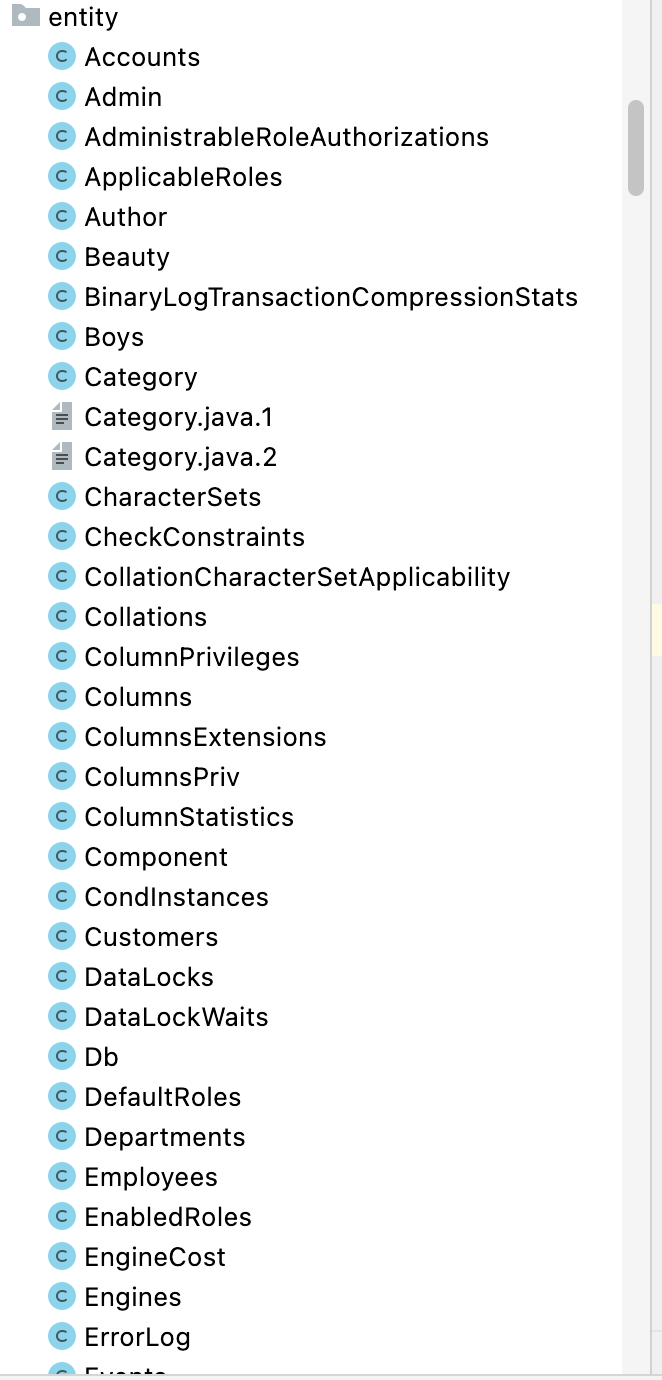 entity
C Accounts
C Admin
C AdministrableRoleAuthorizations
C ApplicableRoles
C Author
C Beauty
C BinaryLogTransactionCompressionStats
C Boys
C Category
Category.java.1
Category.java.2
C CharacterSets
C CheckConstraints
C CollationCharacterSetApplicability
C Collations
C ColumnPrivileges
C Columns
C ColumnsExtensions
C ColumnsPriv
C ColumnStatistics
C Component
C CondInstances
C Customers
C DataLocks
C DataLockWaits
C Db
C DefaultRoles
C Departments
C Employees
C EnabledRoles
C EngineCost
C Engines
C ErrorLog